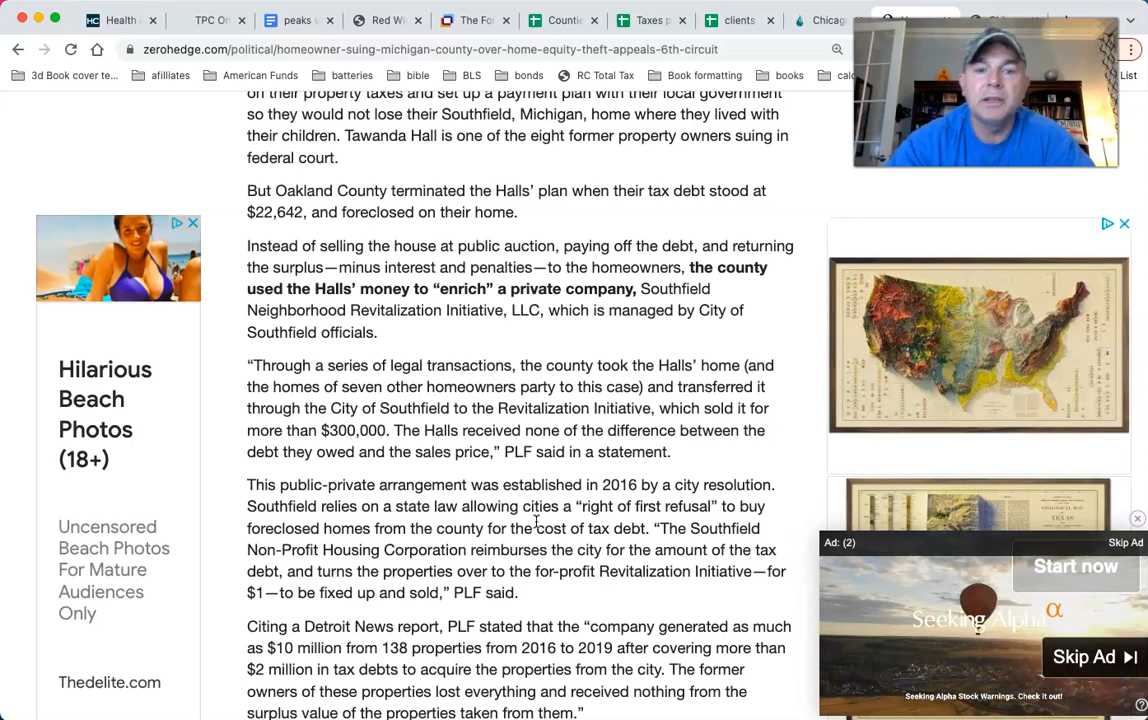 Health
TPC On
peaks v
Red Wi
The Fo
Countie
Taxes p
clients
Chicag
zerohedge.com/political/homeowner-suing-michigan-county-over-home-equity-theft-appeals-6th-circuit
3d Book cover te...
afilliates
American Funds
batteries
bible
BLS
bonds
RC Total Tax
Book formatting
books
calc
List
on their property taxes and set up a payment plan with their local government
so they would not lose their Southfield, Michigan, home where they lived with
their children. Tawanda Hall is one of the eight former property owners suing in
federal court.
But Oakland County terminated the Halls’ plan when their tax debt stood at
$22,642, and foreclosed on their home.
Instead of selling the house at public auction, paying off the debt, and returning
the surplus—minus interest and penalties—to the homeowners, the county
used the Halls’ money to “enrich” a private company, Southfield
Neighborhood Revitalization Initiative, LLC, which is managed by City of
Southfield officials.
“Through a series of legal transactions, the county took the Halls’ home (and
the homes of seven other homeowners party to this case) and transferred it
through the City of Southfield to the Revitalization Initiative, which sold it for
more than $300,000. The Halls received none of the difference between the
debt they owed and the sales price,” PLF said in a statement.
This public-private arrangement was established in 2016 by a city resolution.
Southfield relies on a state law allowing cities a “right of first refusal” to buy
foreclosed homes from the county for the cost of tax debt. “The Southfield
Non-Profit Housing Corporation reimburses the city for the amount of the tax
debt, and turns the properties over to the for-profit Revitalization Initiative—for
$1—to be fixed up and sold,” PLF said.
Citing a Detroit News report, PLF stated that the “company generated as much
as $10 million from 138 properties from 2016 to 2019 after covering more than
$2 million in tax debts to acquire the properties from the city. The former
owners of these properties lost everything and received nothing from the
surplus value of the properties taken from them.”
Hilarious
Beach
Photos
(18+)
Uncensored
Beach Photos
For Mature
Audiences
Only
Thedelite.com
Ad: (2)
Skip Ad
Start now
Seeking Alpha α
Skip Ad
Seeking Alpha Stock Warnings. Check it out!